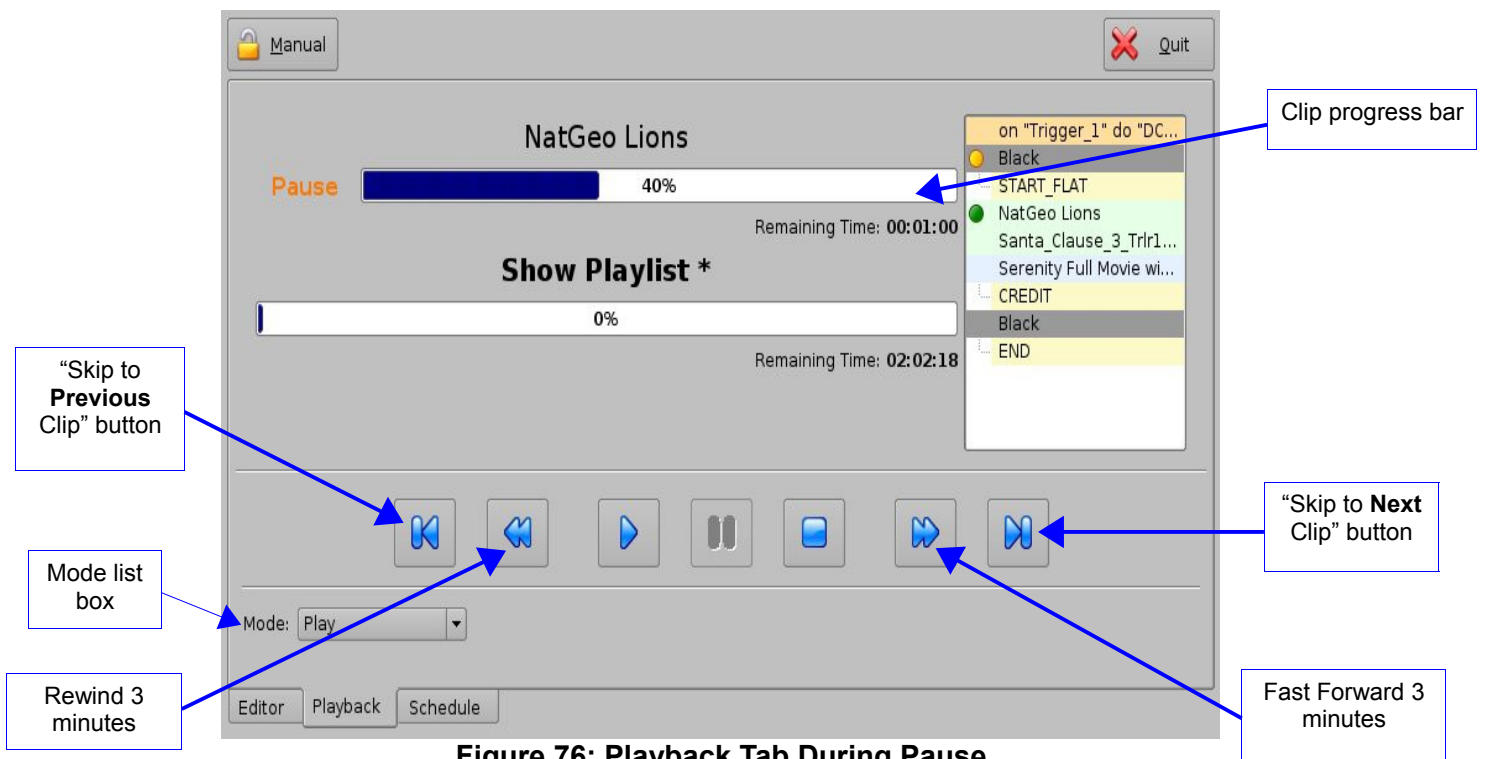 Manual
Quit
Clip progress bar
NatGeo Lions
Pause
40%
Remaining Time: 00:01:00
Show Playlist *
0%
Remaining Time: 02:02:18
on "Trigger_1" do "DC...
Black
START_FLAT
NatGeo Lions
Santa_Clause_3_Trlr1...
Serenity Full Movie wi...
CREDIT
Black
END
“Skip to
Previous
Clip” button
“Skip to Next
Clip” button
Mode list
box
Mode: Play
Rewind 3
minutes
Fast Forward 3
minutes
Editor Playback Schedule
Figure 76: Playback Tab During Pause